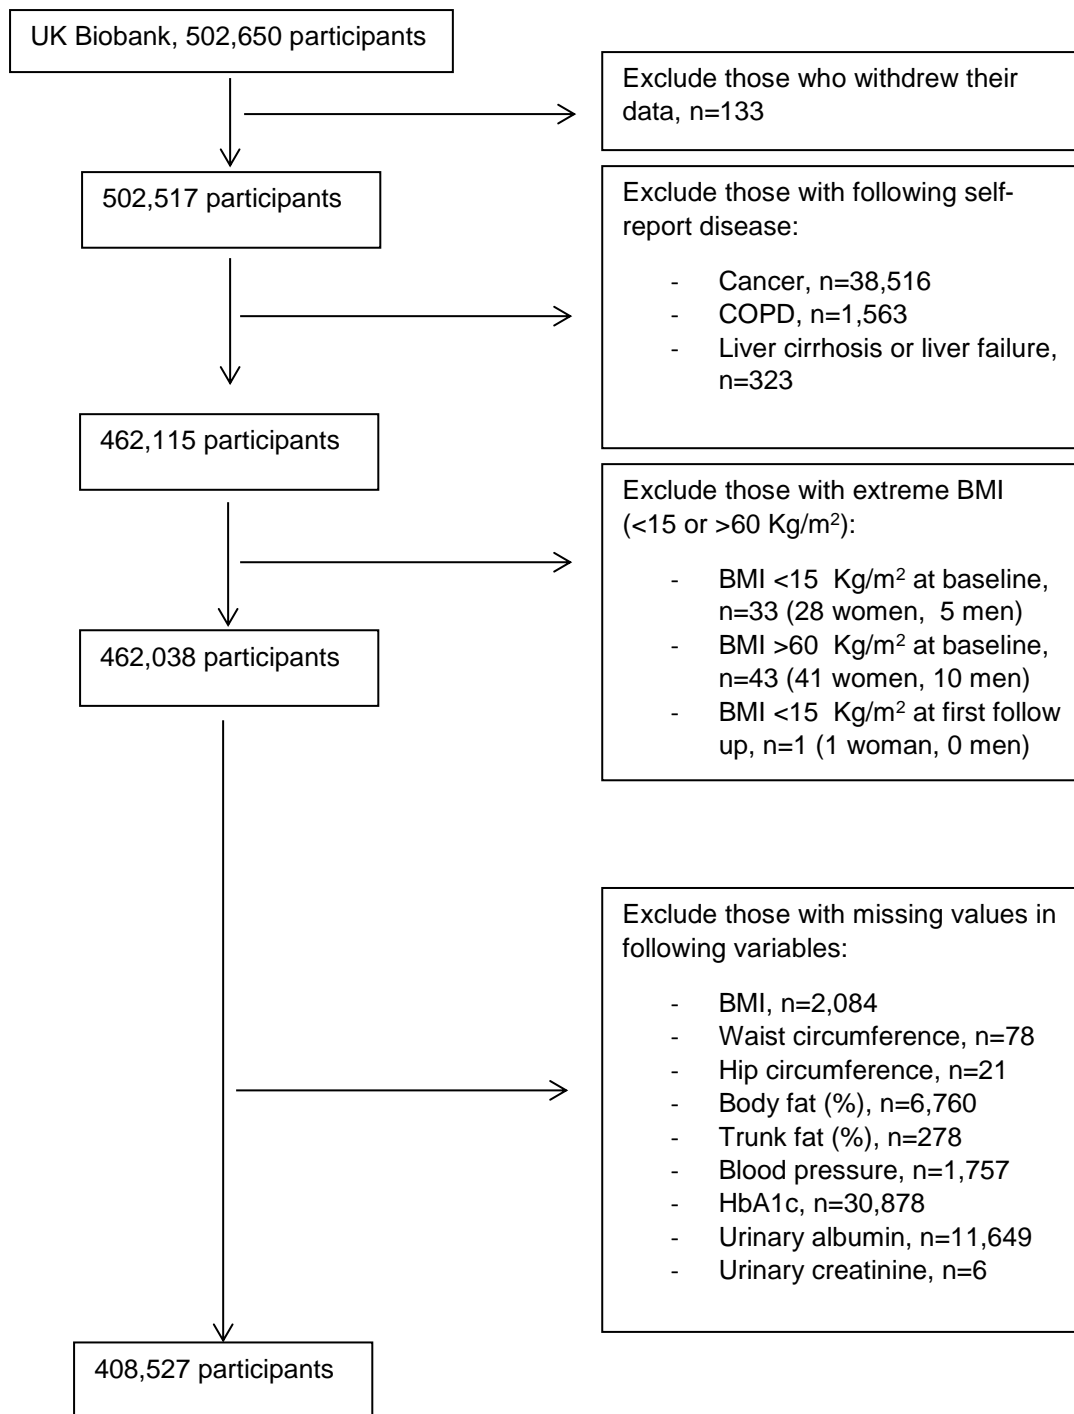 UK Biobank, 502,650 participants
Exclude those who withdrew their
data, n=133
502,517 participants
Exclude those with following self-
report disease:
- Cancer, n=38,516
- COPD, n=1,563
- Liver cirrhosis or liver failure,
n=323
462,115 participants
Exclude those with extreme BMI
(<15 or >60 Kg/m²):
- BMI <15 Kg/m² at baseline,
n=33 (28 women, 5 men)
- BMI >60 Kg/m² at baseline,
n=43 (41 women, 10 men)
- BMI <15 Kg/m² at first follow
up, n=1 (1 woman, 0 men)
462,038 participants
Exclude those with missing values in
following variables:
- BMI, n=2,084
- Waist circumference, n=78
- Hip circumference, n=21
- Body fat (%), n=6,760
- Trunk fat (%), n=278
- Blood pressure, n=1,757
- HbA1c, n=30,878
- Urinary albumin, n=11,649
- Urinary creatinine, n=6
408,527 participants